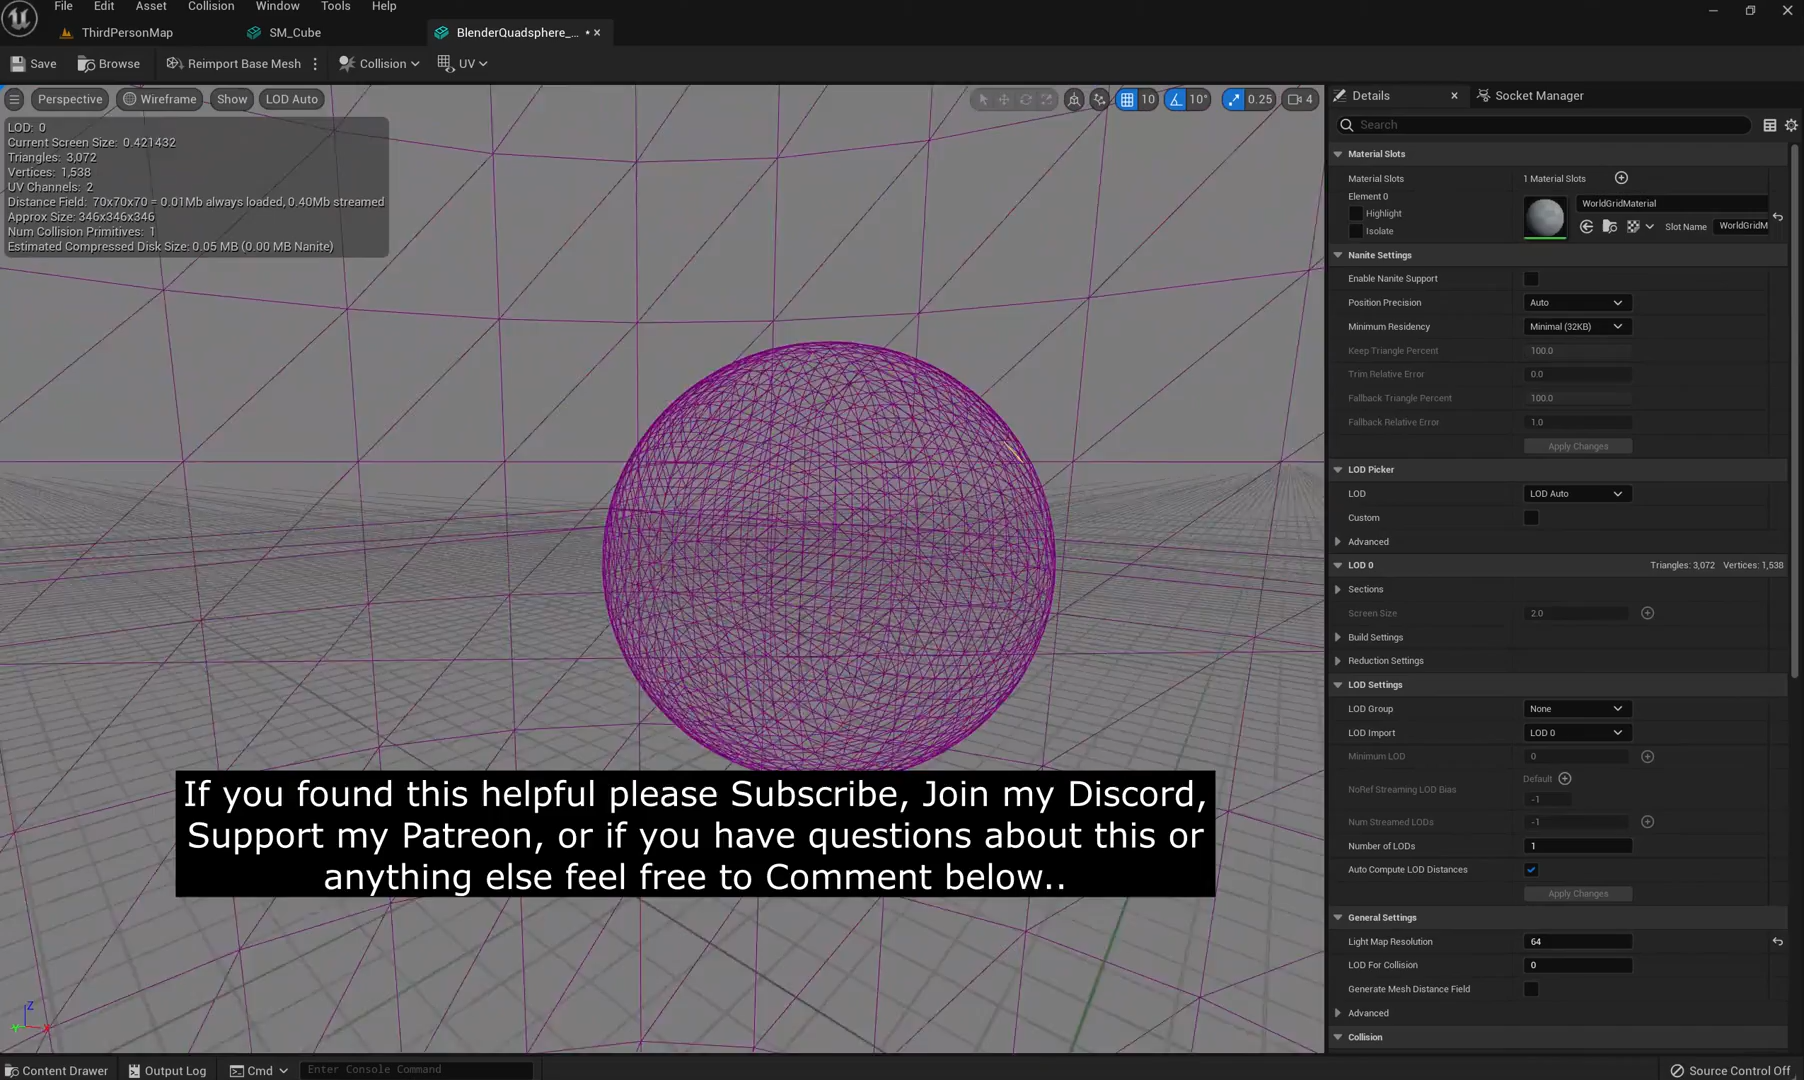 File Edit Asset Collision Window Tools Help
ThirdPersonMap SM_Cube BlenderQuadsphere_...
Save Browse Reimport Base Mesh Collision UV
Perspective Wireframe Show LOD Auto 10 10° 0.25 4
LOD: 0
Current Screen Size: 0.421432
Triangles: 3,072
Vertices: 1,538
UV Channels: 2
Distance Field: 70x70x70 = 0.01Mb always loaded, 0.40Mb streamed
Approx Size: 346x346x346
Num Collision Primitives: 1
Estimated Compressed Disk Size: 0.05 MB (0.00 MB Nanite)
If you found this helpful please Subscribe, Join my Discord,
Support my Patreon, or if you have questions about this or
anything else feel free to Comment below..
Z
Y X
Details Socket Manager
Search
Material Slots
Material Slots 1 Material Slots
Element 0
WorldGridMaterial
Highlight
Isolate
Slot Name WorldGridM
Nanite Settings
Enable Nanite Support
Position Precision Auto
Minimum Residency Minimal (32KB)
Keep Triangle Percent 100.0
Trim Relative Error 0.0
Fallback Triangle Percent 100.0
Fallback Relative Error 1.0
Apply Changes
LOD Picker
LOD LOD Auto
Custom
Advanced
LOD 0 Triangles: 3,072 Vertices: 1,538
Sections
Screen Size 2.0
Build Settings
Reduction Settings
LOD Settings
LOD Group None
LOD Import LOD 0
Minimum LOD 0
Default
NoRef Streaming LOD Bias -1
Num Streamed LODs -1
Number of LODs 1
Auto Compute LOD Distances
Apply Changes
General Settings
Light Map Resolution 64
LOD For Collision 0
Generate Mesh Distance Field
Advanced
Collision
Content Drawer Output Log Cmd Enter Console Command Source Control Off